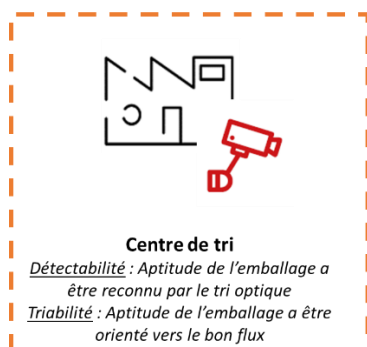 Centre de tri
Détectabilité : Aptitude de l'emballage a
être reconnu par le tri optique
Triabilité : Aptitude de l'emballage a être
orienté vers le bon flux